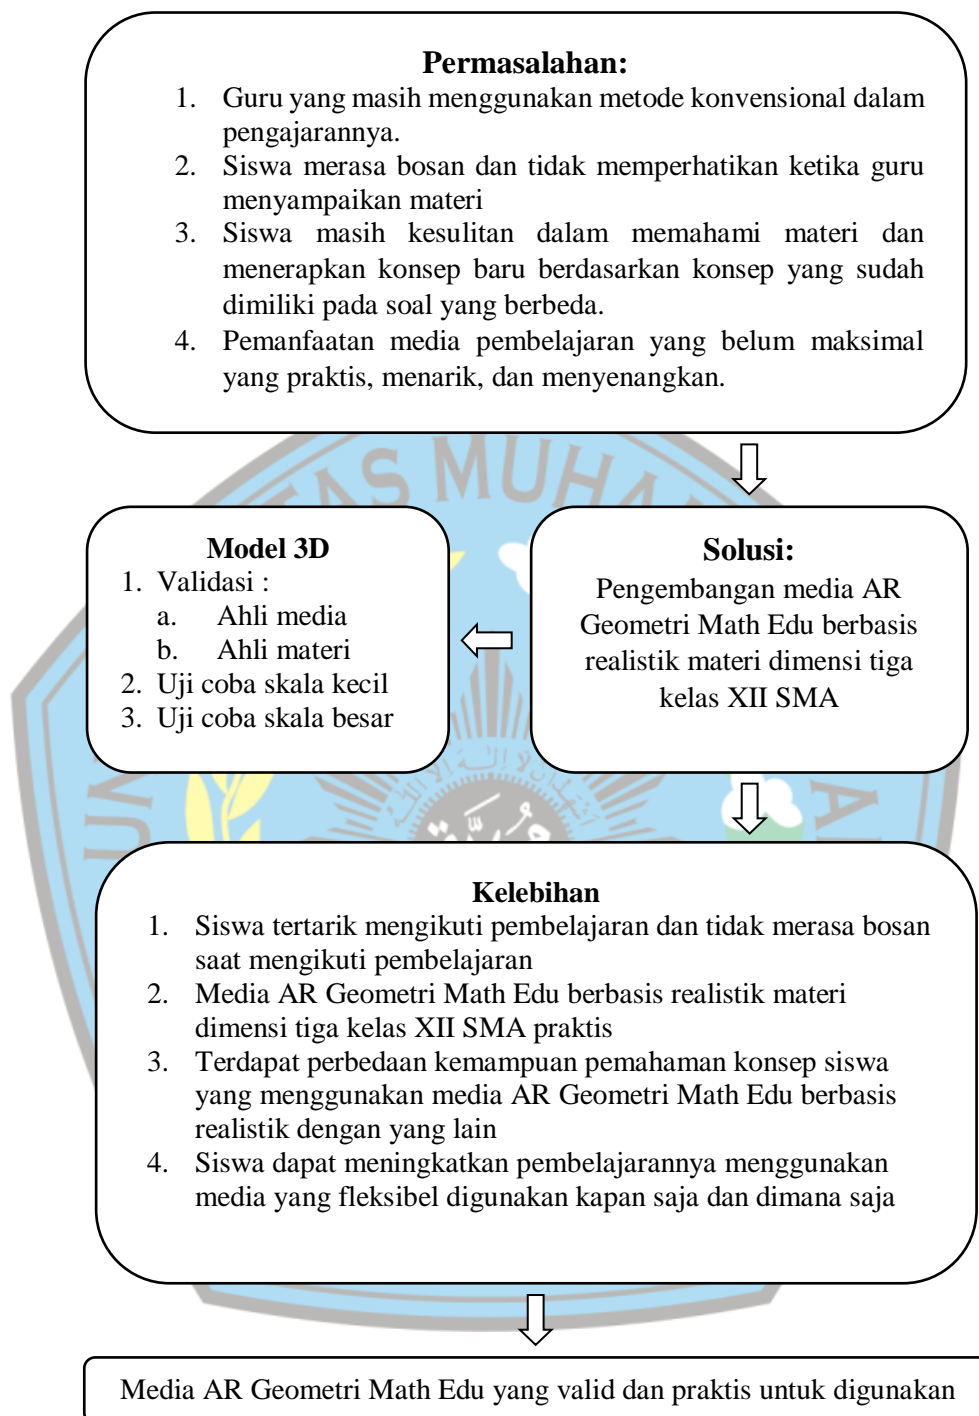 Permasalahan:
1. Guru yang masih menggunakan metode konvensional dalam
pengajarannya.
2. Siswa merasa bosan dan tidak memperhatikan ketika guru
menyampaikan materi
3. Siswa masih kesulitan dalam memahami materi dan
menerapkan konsep baru berdasarkan konsep yang sudah
dimiliki pada soal yang berbeda.
4. Pemanfaatan media pembelajaran yang belum maksimal
yang praktis, menarik, dan menyenangkan.
TAS MUHA
Solusi:
Pengembangan media AR
Geometri Math Edu berbasis
realistik materi dimensi tiga
kelas XII SMA
Model 3D
1. Validasi :
a. Ahli media
b. Ahli materi
2. Uji coba skala kecil
3. Uji coba skala besar
Kelebihan
1. Siswa tertarik mengikuti pembelajaran dan tidak merasa bosan
saat mengikuti pembelajaran
2. Media AR Geometri Math Edu berbasis realistik materi
dimensi tiga kelas XII SMA praktis
3. Terdapat perbedaan kemampuan pemahaman konsep siswa
yang menggunakan media AR Geometri Math Edu berbasis
realistik dengan yang lain
4. Siswa dapat meningkatkan pembelajarannya menggunakan
media yang fleksibel digunakan kapan saja dan dimana saja
Media AR Geometri Math Edu yang valid dan praktis untuk digunakan